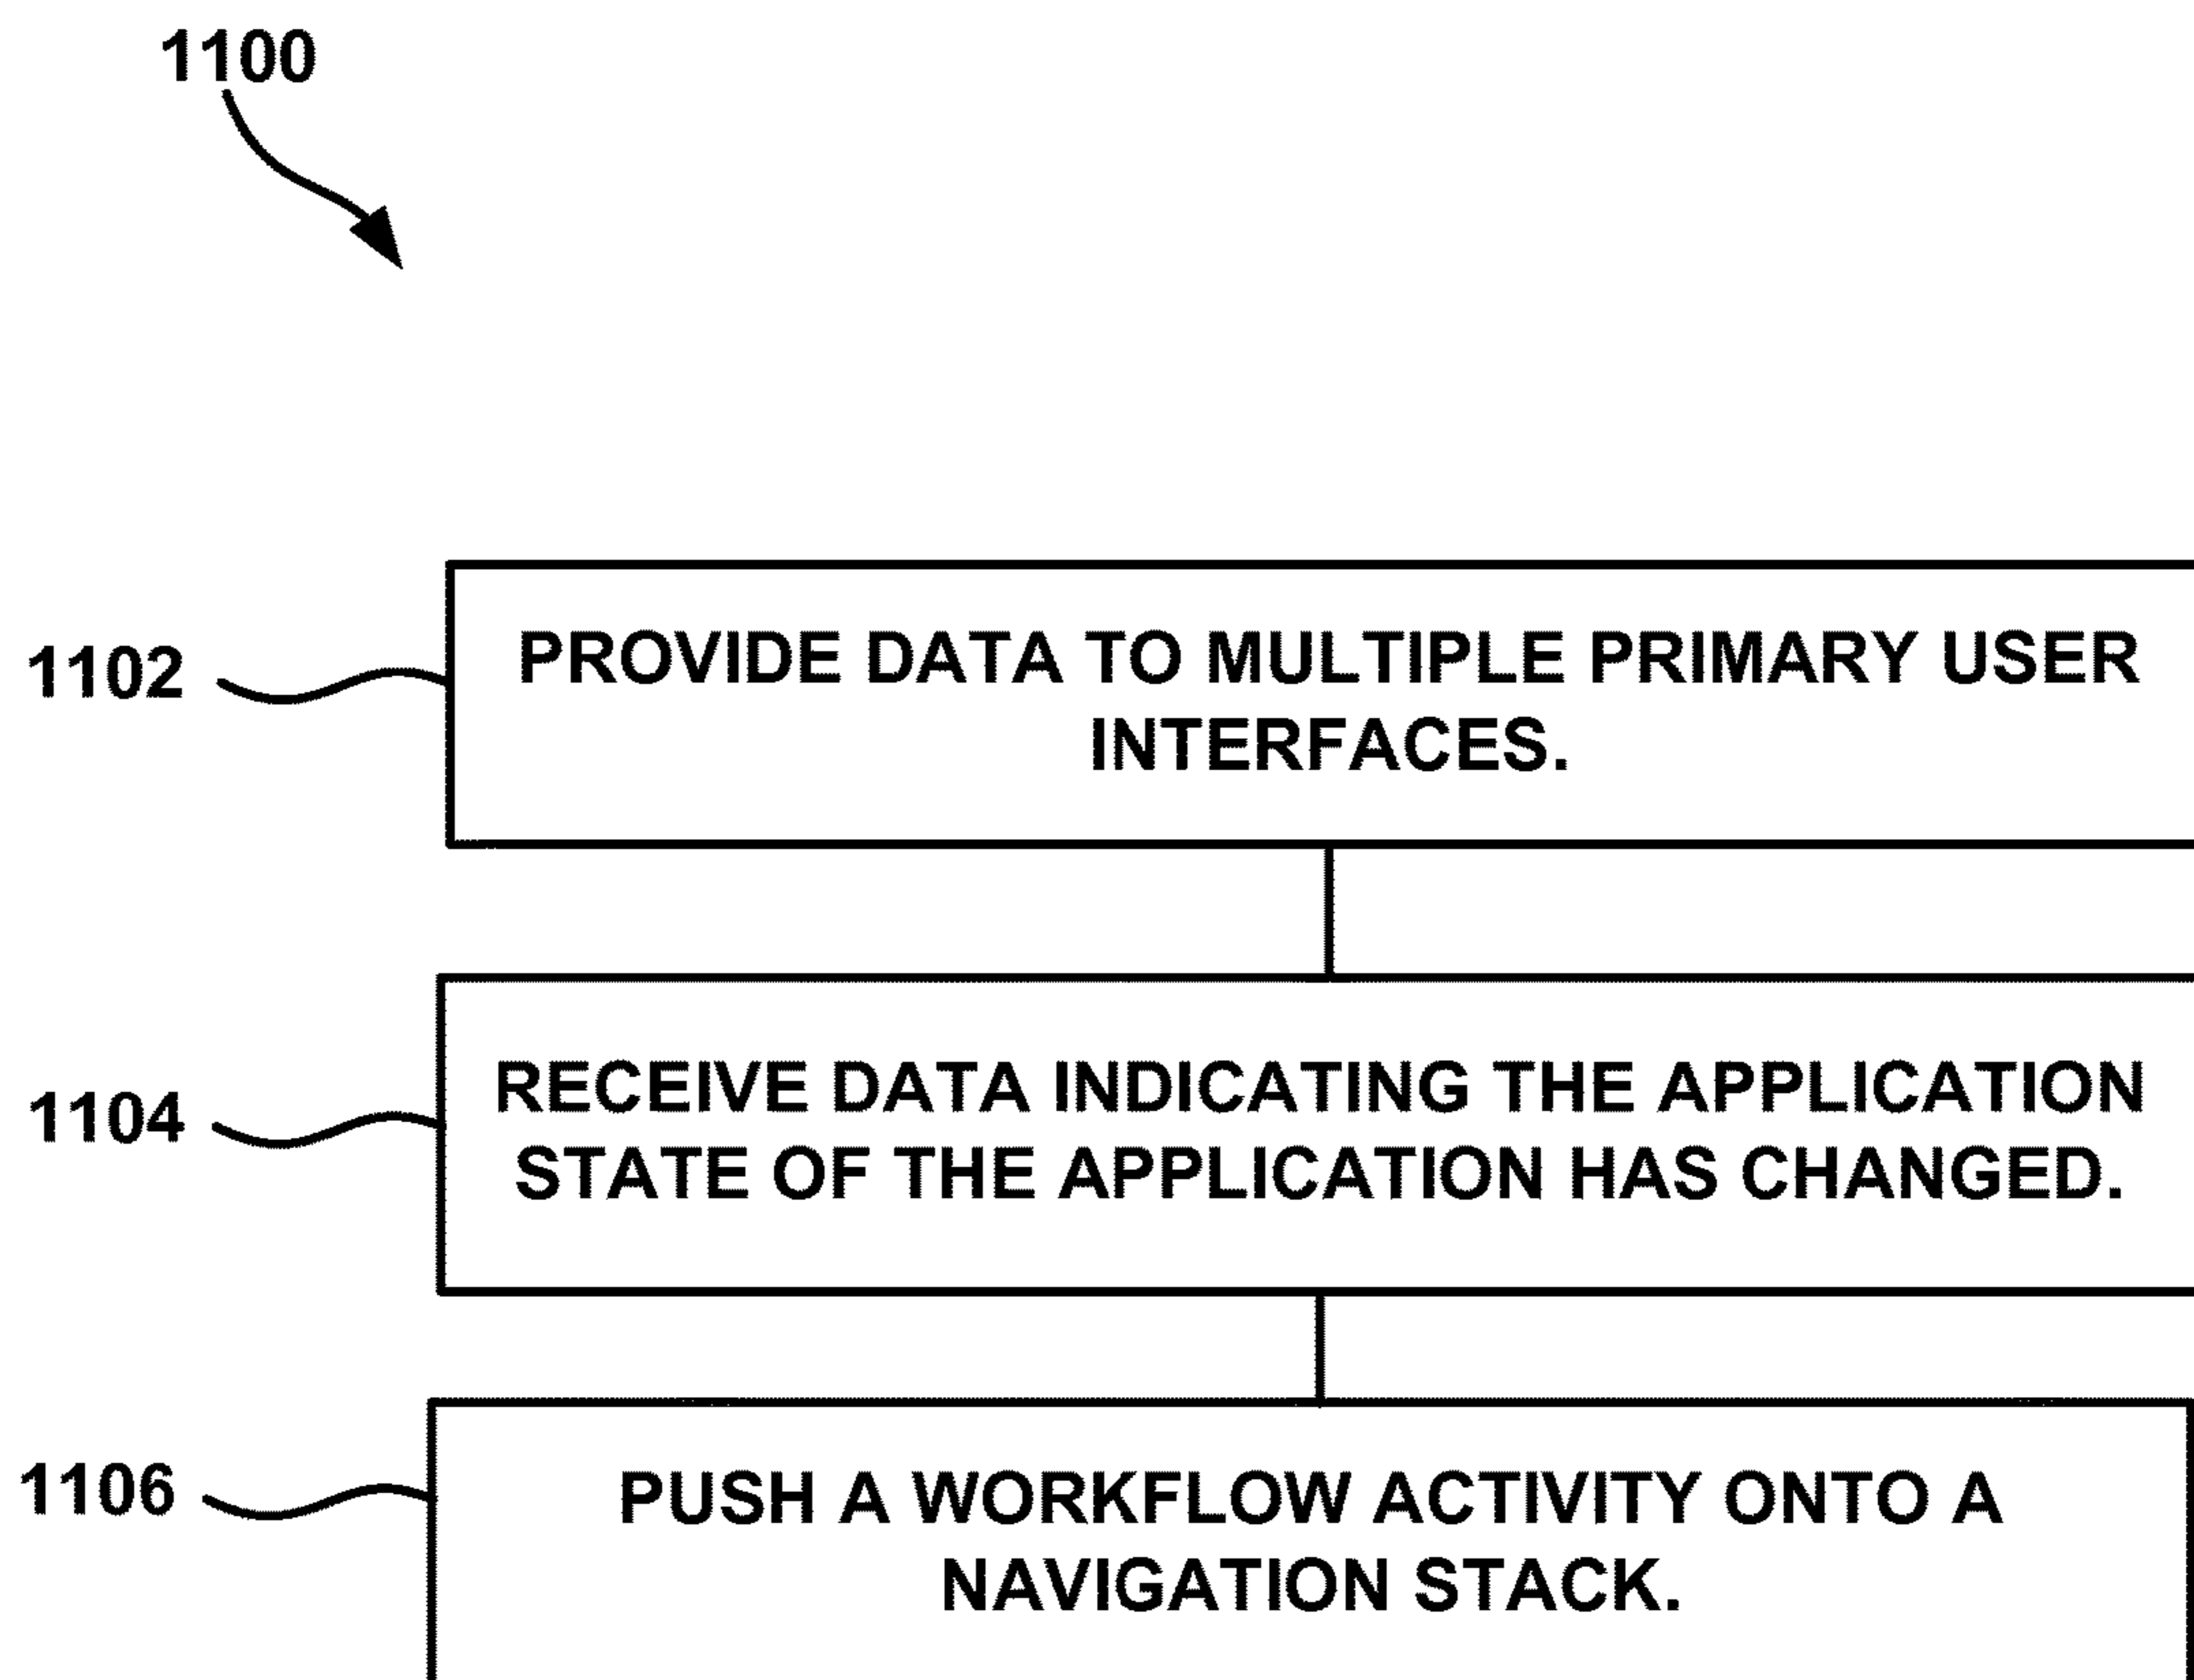 1100
1102
PROVIDE DATA TO MULTIPLE PRIMARY USER
INTERFACES.
1104
RECEIVE DATA INDICATING THE APPLICATION
STATE OF THE APPLICATION HAS CHANGED.
1106
PUSH A WORKFLOW ACTIVITY ONTO A
NAVIGATION STACK.